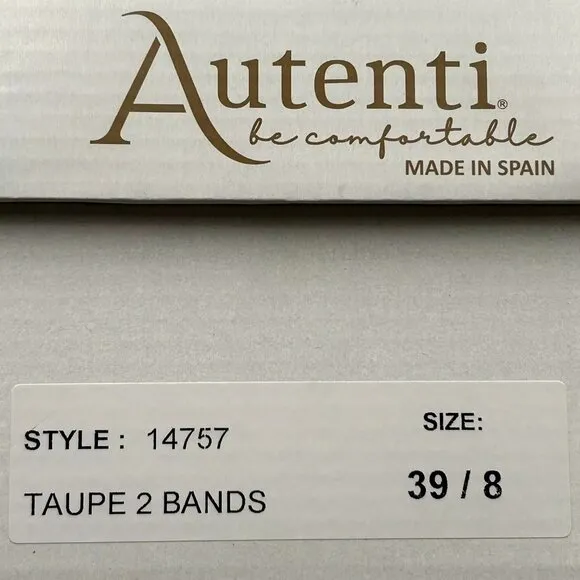 Autenti®
be comfortable
MADE IN SPAIN
STYLE : 14757
SIZE:
TAUPE 2 BANDS
39 / 8